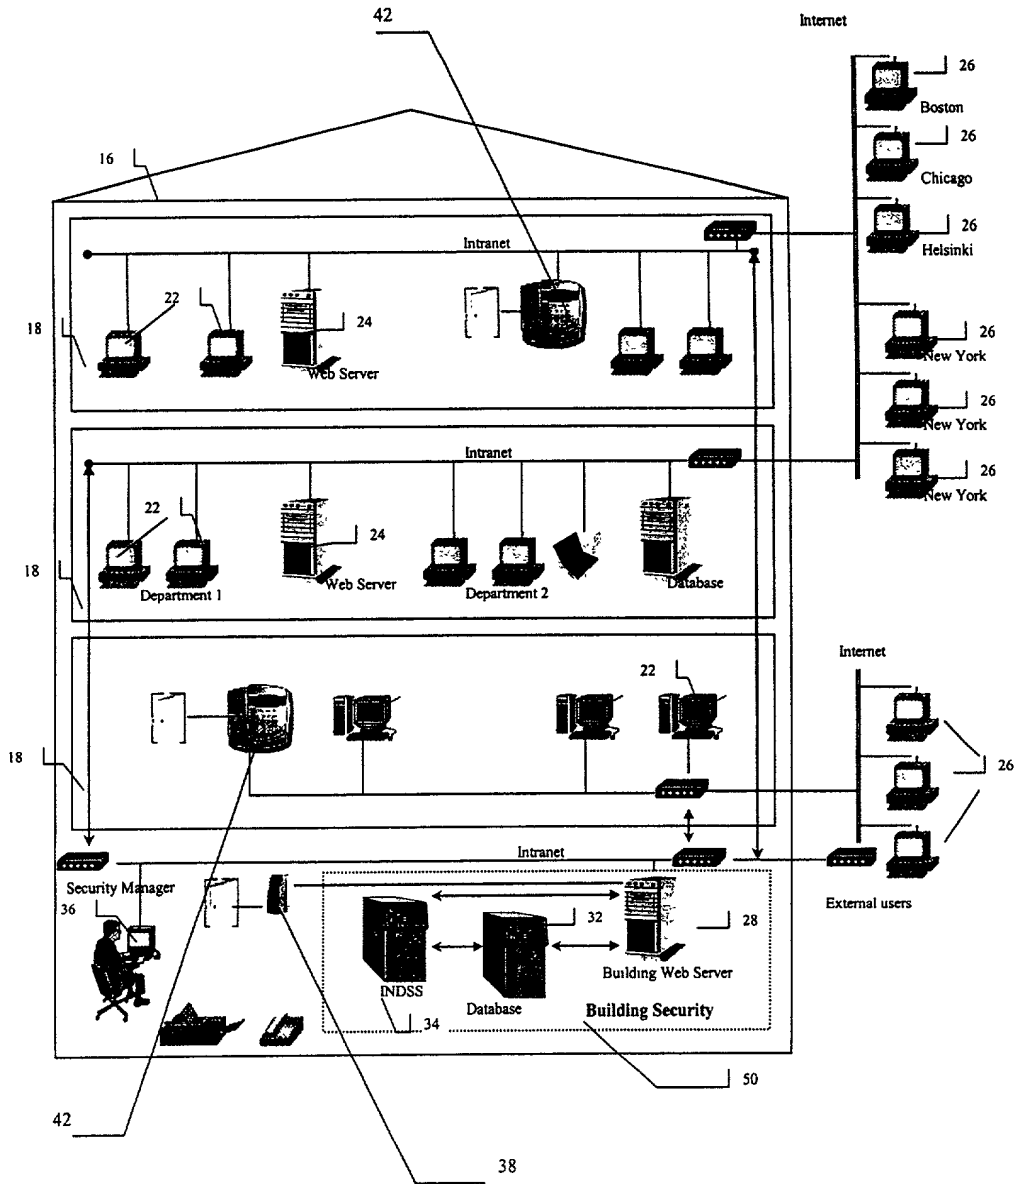 42
Internet
26
Boston
16
26
Chicago
26
Helsinki
Intranet
22
24
18
Web Server
26
New York
26
New York
Intranet
26
New York
22
24
18
Department 1
Web Server
Department 2
Database
Internet
22
18
26
Intranet
Security Manager
36
External users
32
28
INDSS
Building Web Server
Database
Building Security
34
50
42
38